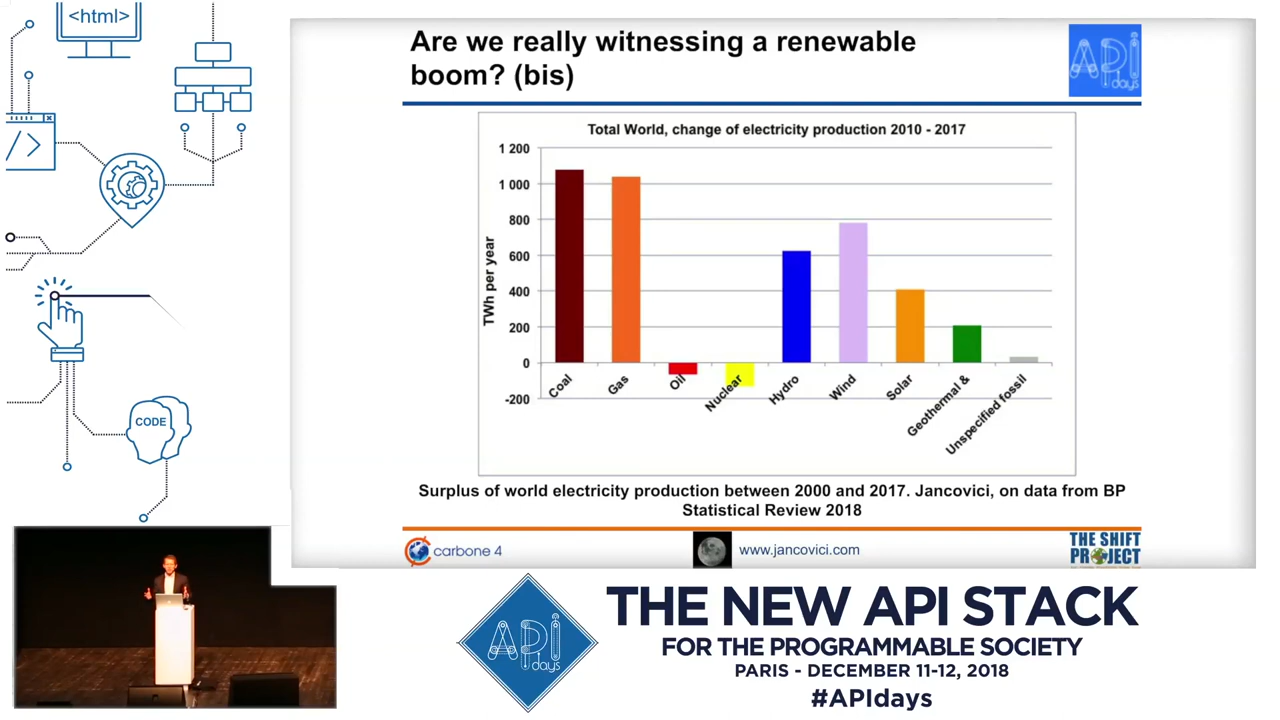 <html>
</>
CODE
Are we really witnessing a renewable
boom? (bis)
API
days
Total World, change of electricity production 2010 - 2017
TWh per year
1 200
1 000
800
600
400
200
0
-200
Coal
Gas
Oil
Nuclear
Hydro
Wind
Solar
Geothermal &
Unspecified fossil
Surplus of world electricity production between 2000 and 2017. Jancovici, on data from BP
Statistical Review 2018
carbone 4
www.jancovici.com
THE SHIFT
PROJECT
API
days
THE NEW API STACK
FOR THE PROGRAMMABLE SOCIETY
PARIS - DECEMBER 11-12, 2018
#APIdays